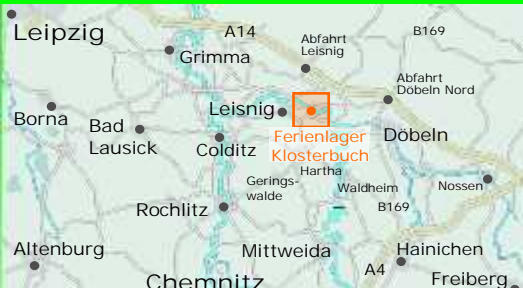 Leipzig
A14
B169
Abfahrt
Leisnig
Grimma
Abfahrt
Döbeln Nord
Borna
Bad
Lausick
Leisnig
Colditz
Ferienlager
Klosterbuch
Döbeln
Hartha
Gerings-
walde
Waldheim
Nossen
Rochlitz
B169
Altenburg
Mittweida
Hainichen
A4
Chemnitz
Freiberg